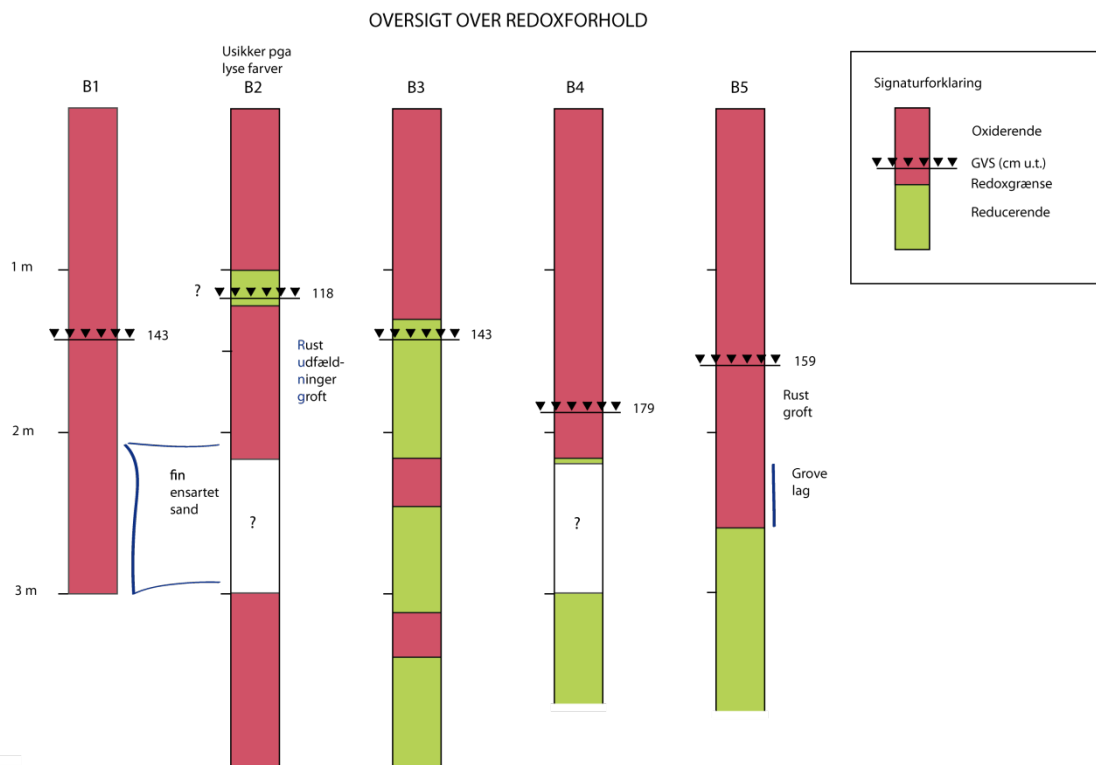 OVERSIGT OVER REDOXFORHOLD
Usikker pga
lyse farver
B1
B2
B3
B4
B5
Signaturforklaring
Oxiderende
GVS (cm u.t.)
Redoxgrænse
Reducerende
1 m
?
118
143
Rust
udfæld-
ninger
groft
143
159
Rust
groft
179
2 m
fin
ensartet
sand
?
?
Grove
lag
3 m